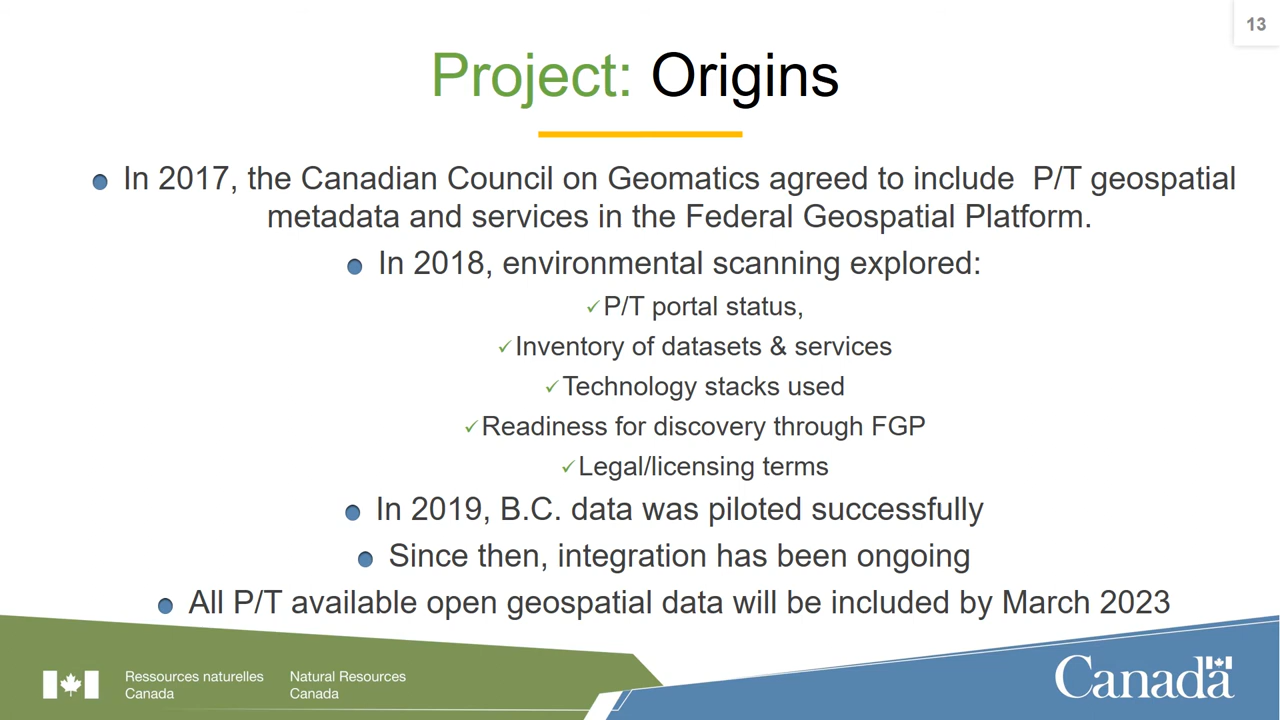 13
Project: Origins
In 2017, the Canadian Council on Geomatics agreed to include P/T geospatial
metadata and services in the Federal Geospatial Platform.
In 2018, environmental scanning explored:
✓P/T portal status,
✓Inventory of datasets & services
✓Technology stacks used
✓Readiness for discovery through FGP
✓Legal/licensing terms
In 2019, B.C. data was piloted successfully
Since then, integration has been ongoing
All P/T available open geospatial data will be included by March 2023
Ressources naturelles
Canada
Natural Resources
Canada
Canada